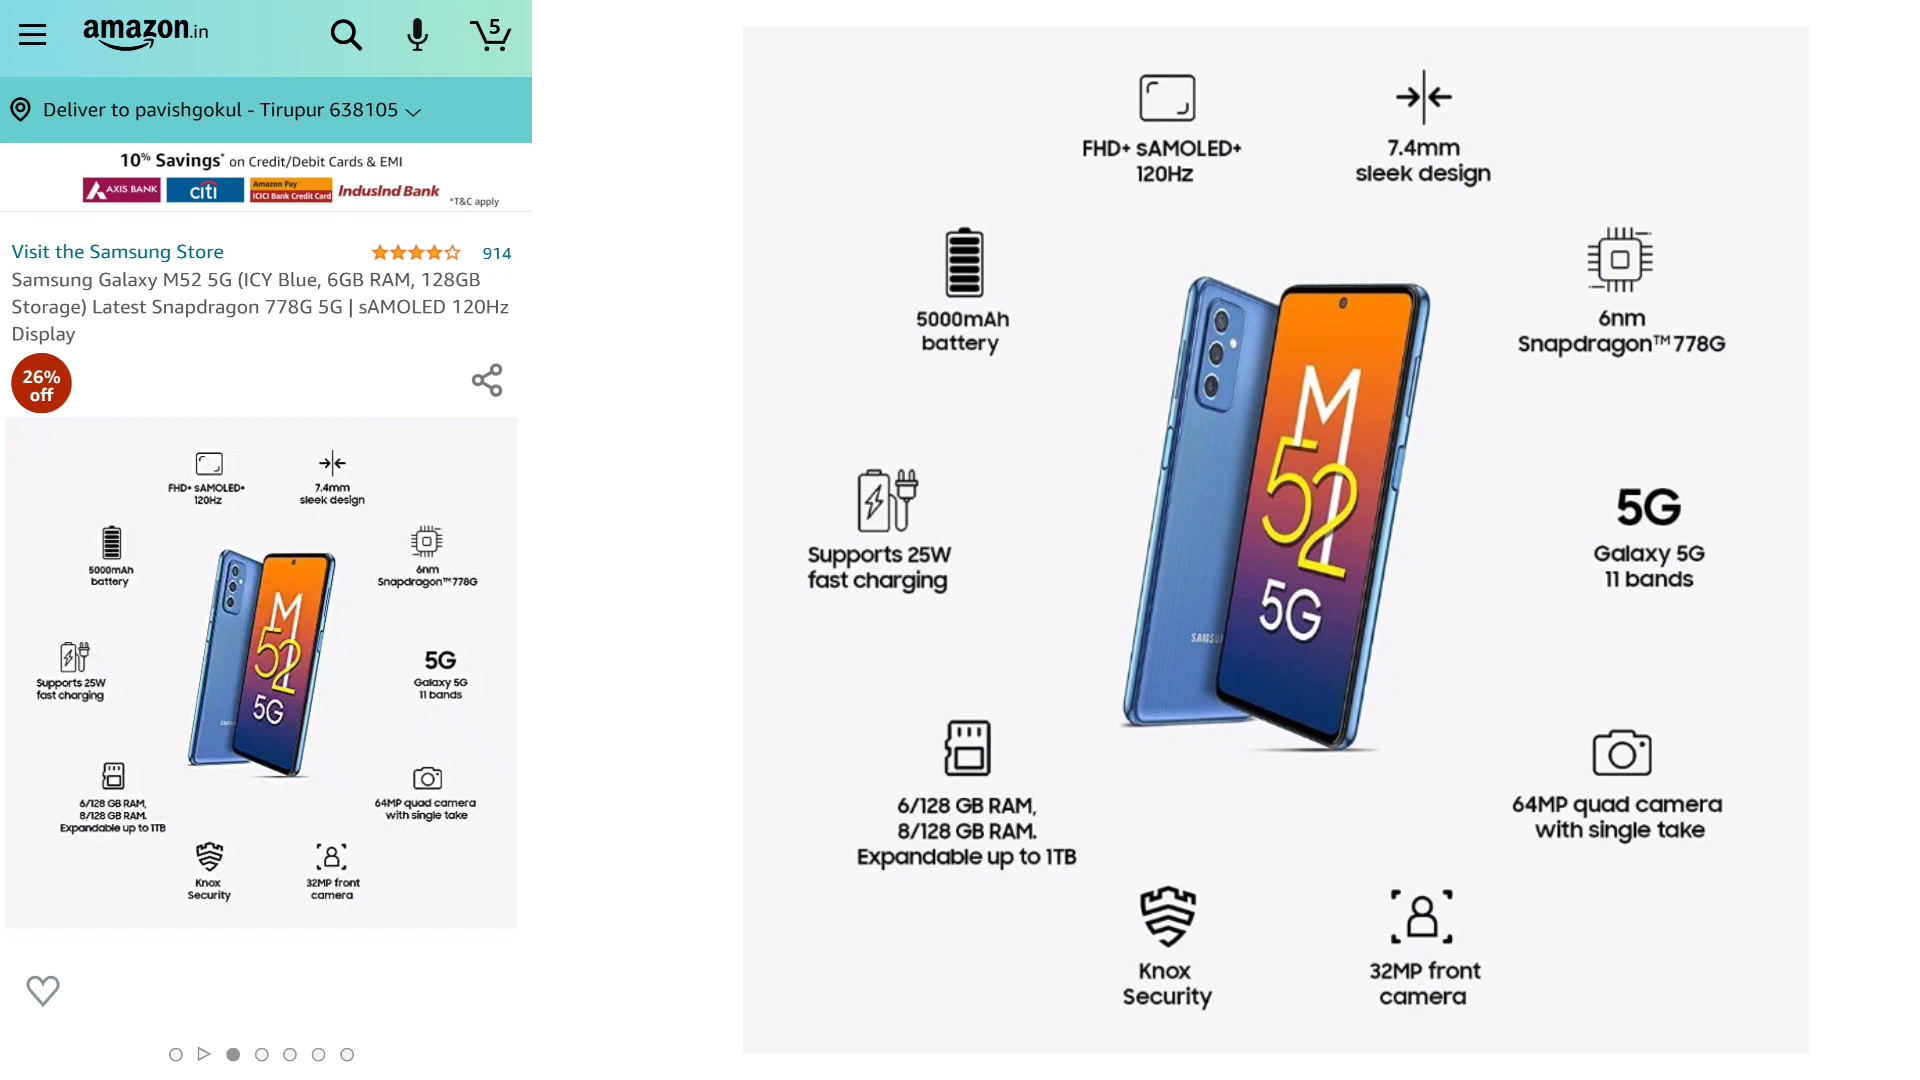 amazon.in
5
Deliver to pavishgokul - Tirupur 638105
10% Savings* on Credit/Debit Cards & EMI
AXIS BANK
citi
Amazon Pay
ICICI Bank Credit Card
IndusInd Bank
*T&C apply
Visit the Samsung Store
914
Samsung Galaxy M52 5G (ICY Blue, 6GB RAM, 128GB
Storage) Latest Snapdragon 778G 5G | sAMOLED 120Hz
Display
26%
off
FHD+ sAMOLED+
120Hz
7.4mm
sleek design
5000mAh
battery
6nm
Snapdragon™778G
M
52
5G
Supports 25W
fast charging
5G
Galaxy 5G
11 bands
6/128 GB RAM,
8/128 GB RAM.
Expandable up to 1TB
64MP quad camera
with single take
Knox
Security
32MP front
camera
FHD+ sAMOLED+
120Hz
7.4mm
sleek design
5000mAh
battery
6nm
Snapdragon™778G
M
52
5G
Supports 25W
fast charging
5G
Galaxy 5G
11 bands
6/128 GB RAM,
8/128 GB RAM.
Expandable up to 1TB
64MP quad camera
with single take
Knox
Security
32MP front
camera